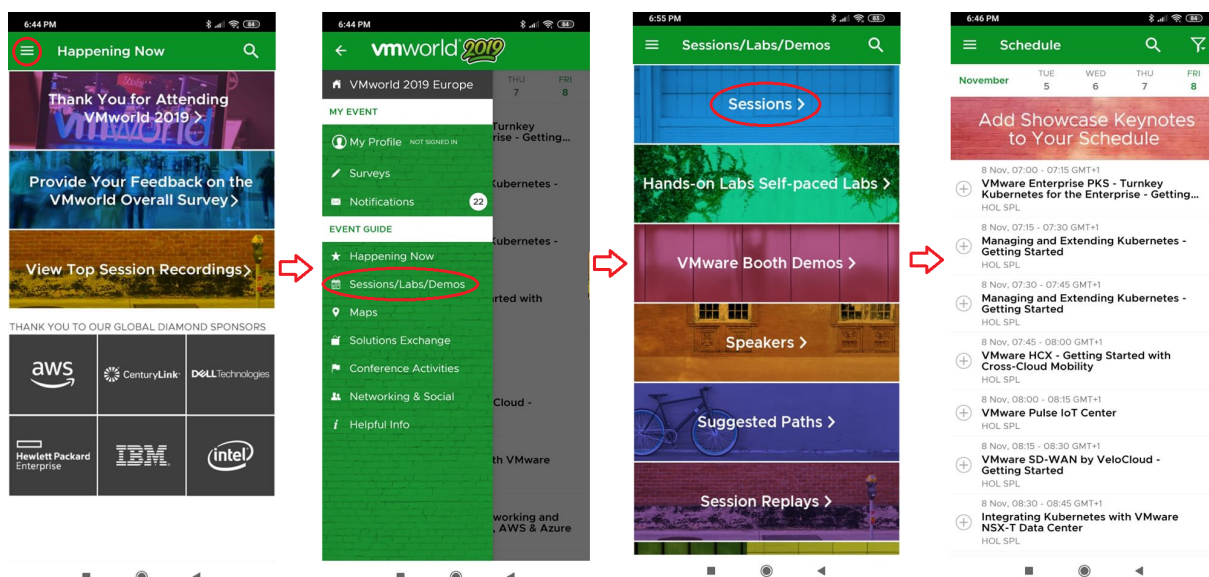 6:44 PM
84
Happening Now
Thank You for Attending
VMworld 2019 >
Provide Your Feedback on the
VMworld Overall Survey >
View Top Session Recordings >
THANK YOU TO OUR GLOBAL DIAMOND SPONSORS
aws
CenturyLink
DELLTechnologies
Hewlett Packard
Enterprise
IBM
intel
6:44 PM
84
vmworld 2019
VMworld 2019 Europe
THU
FRI
7
8
MY EVENT
My Profile NOT SIGNED IN
Surveys
Notifications
22
EVENT GUIDE
Happening Now
Sessions/Labs/Demos
Maps
Solutions Exchange
Conference Activities
Networking & Social
Helpful Info
Turnkey
rise - Getting...
Kubernetes -
Kubernetes -
arted with
Cloud -
th VMware
working and
, AWS & Azure
6:55 PM
83
Sessions/Labs/Demos
Sessions >
Hands-on Labs Self-paced Labs >
VMware Booth Demos >
Speakers >
Suggested Paths >
Session Replays >
6:46 PM
84
Schedule
November
TUE
WED
THU
FRI
5
6
7
8
Add Showcase Keynotes
to Your Schedule
8 Nov, 07:00 - 07:15 GMT+1
VMware Enterprise PKS - Turnkey
Kubernetes for the Enterprise - Getting...
HOL SPL
8 Nov, 07:15 - 07:30 GMT+1
Managing and Extending Kubernetes -
Getting Started
HOL SPL
8 Nov, 07:30 - 07:45 GMT+1
Managing and Extending Kubernetes -
Getting Started
HOL SPL
8 Nov, 07:45 - 08:00 GMT+1
VMware HCX - Getting Started with
Cross-Cloud Mobility
HOL SPL
8 Nov, 08:00 - 08:15 GMT+1
VMware Pulse IoT Center
HOL SPL
8 Nov, 08:15 - 08:30 GMT+1
VMware SD-WAN by VeloCloud -
Getting Started
HOL SPL
8 Nov, 08:30 - 08:45 GMT+1
Integrating Kubernetes with VMware
NSX-T Data Center
HOL SPL